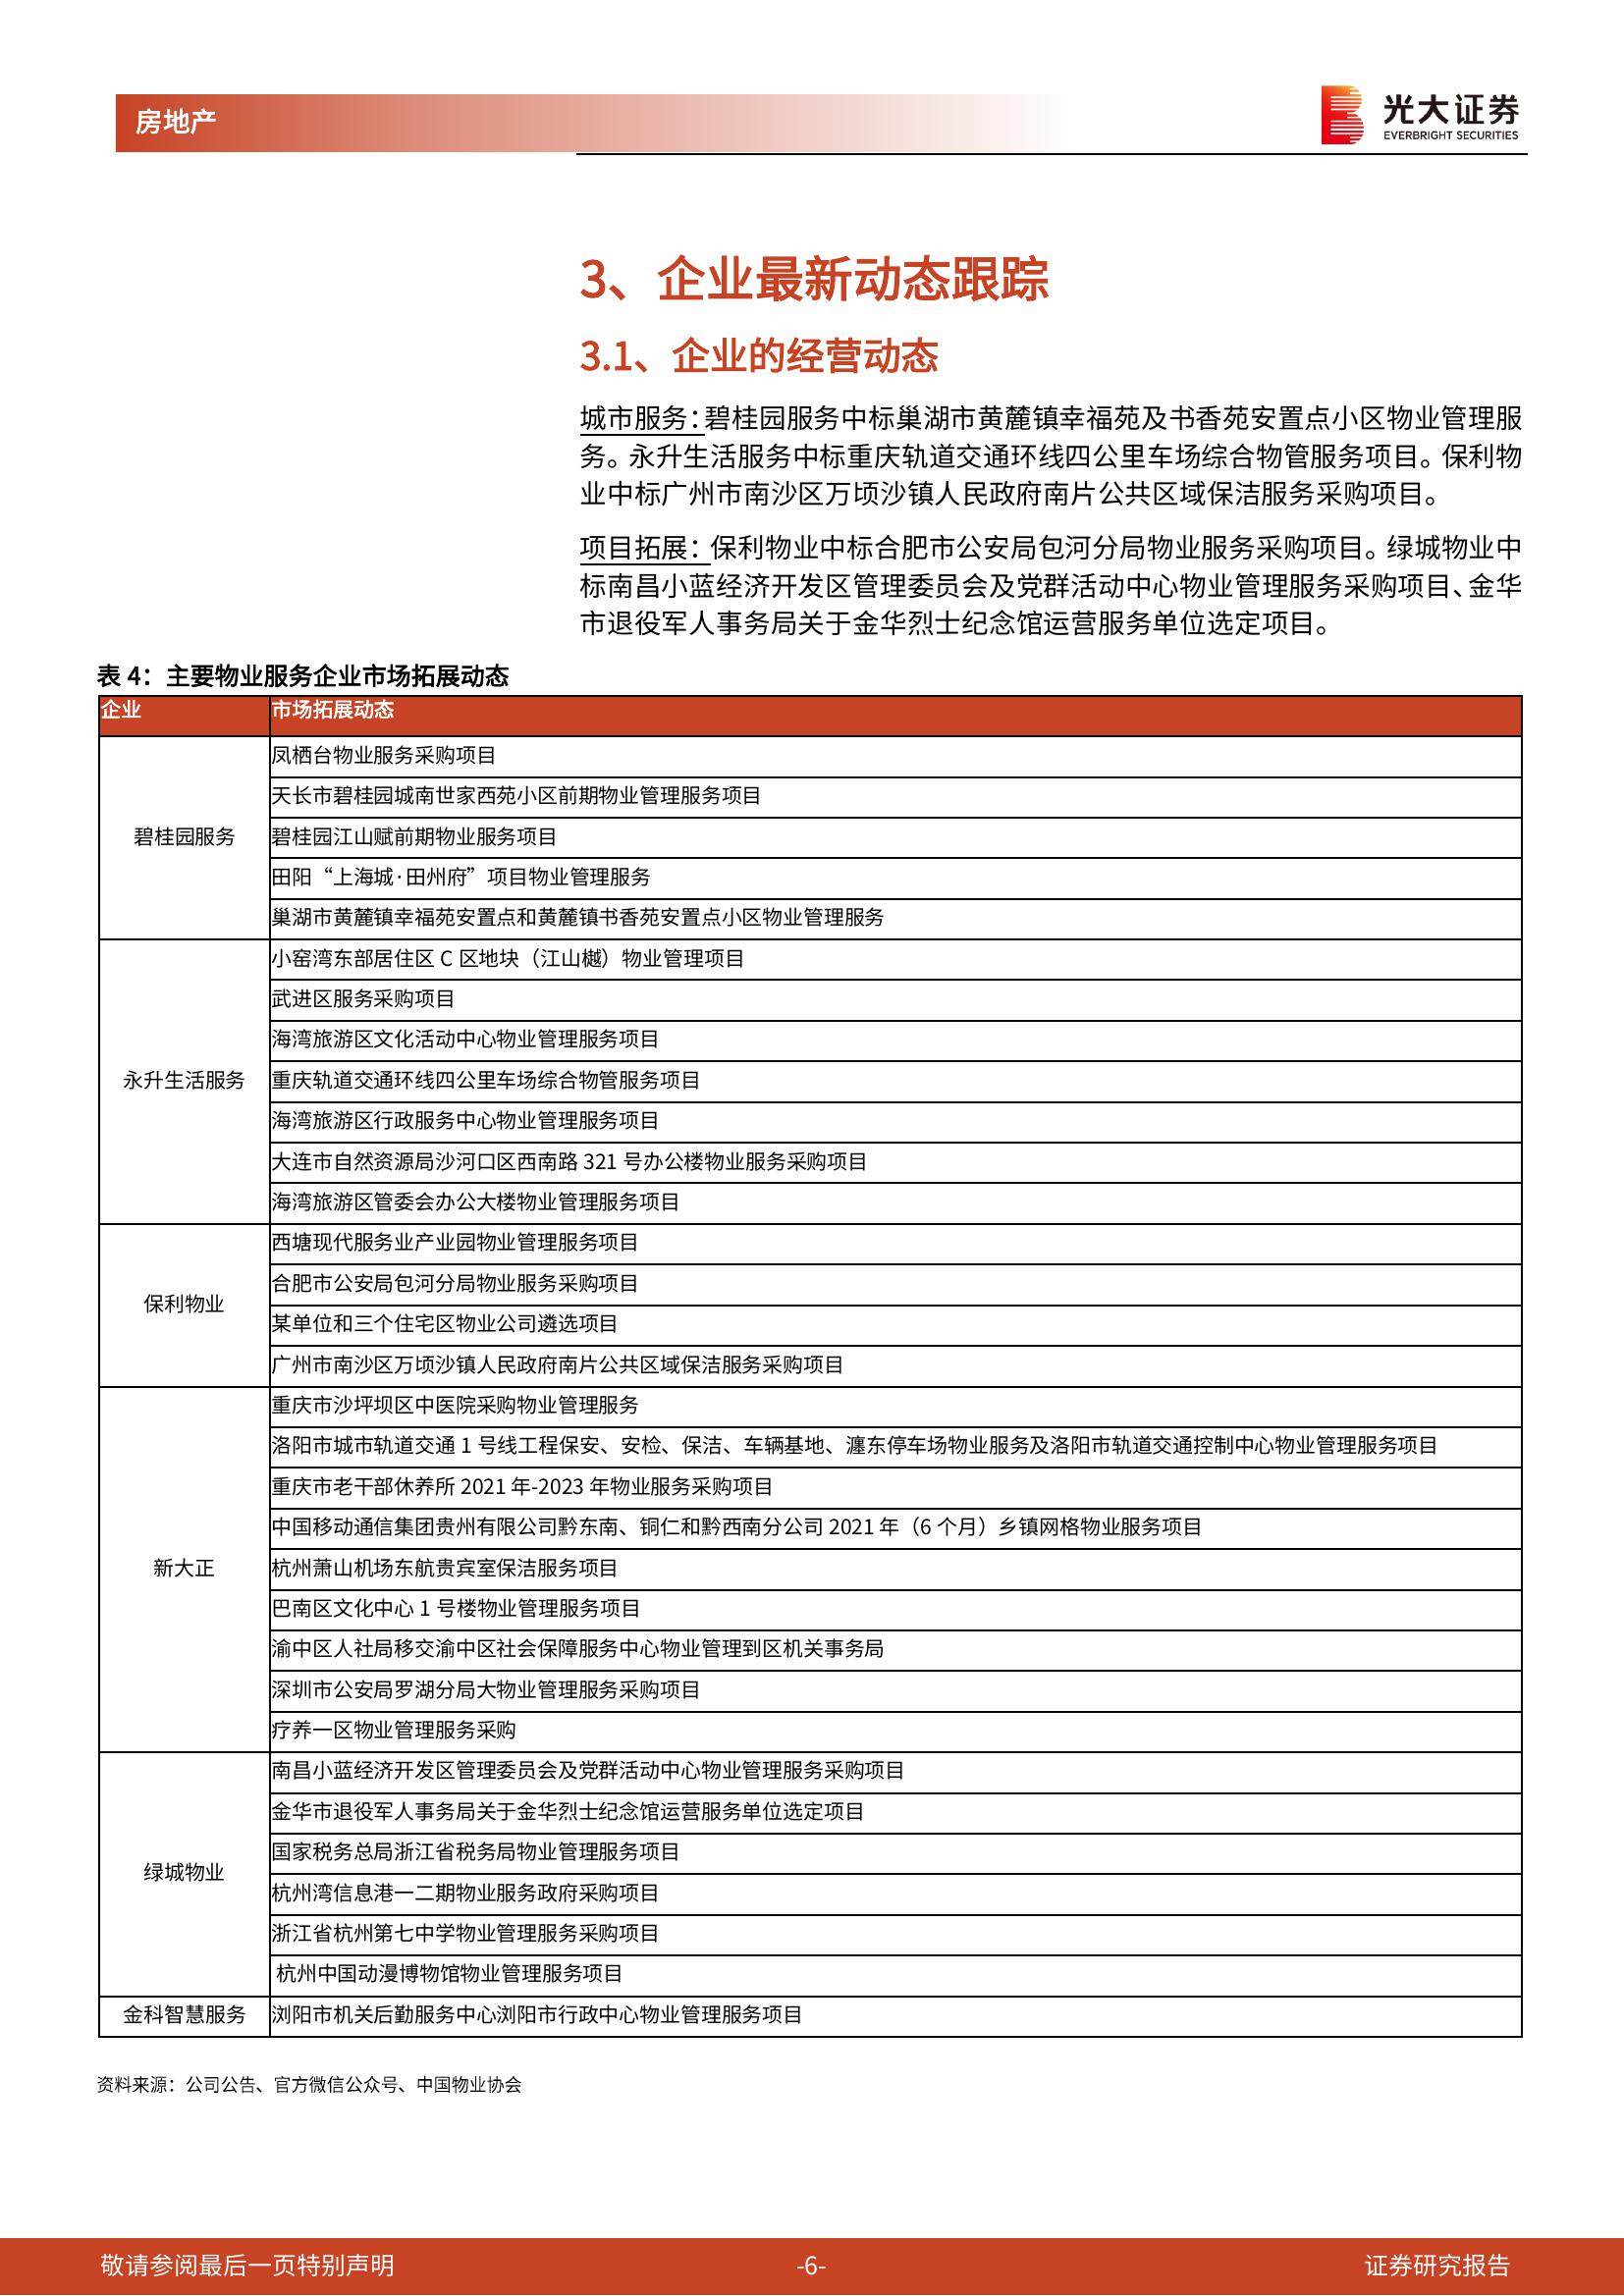 房地产
光大证券
EVERBRIGHT SECURITIES
3、企业最新动态跟踪
3.1、企业的经营动态
城市服务：碧桂园服务中标巢湖市黄麓镇幸福苑及书香苑安置点小区物业管理服
务。永升生活服务中标重庆轨道交通环线四公里车场综合物管服务项目。保利物
业中标广州市南沙区万顷沙镇人民政府南片公共区域保洁服务采购项目。
项目拓展：保利物业中标合肥市公安局包河分局物业服务采购项目。绿城物业中
标南昌小蓝经济开发区管理委员会及党群活动中心物业管理服务采购项目、金华
市退役军人事务局关于金华烈士纪念馆运营服务单位选定项目。
表 4：主要物业服务企业市场拓展动态
企业 市场拓展动态
碧桂园服务
凤栖台物业服务采购项目
天长市碧桂园城南世家西苑小区前期物业管理服务项目
碧桂园江山赋前期物业服务项目
田阳“上海城·田州府”项目物业管理服务
巢湖市黄麓镇幸福苑安置点和黄麓镇书香苑安置点小区物业管理服务
永升生活服务
小窑湾东部居住区 C 区地块（江山樾）物业管理项目
武进区服务采购项目
海湾旅游区文化活动中心物业管理服务项目
重庆轨道交通环线四公里车场综合物管服务项目
海湾旅游区行政服务中心物业管理服务项目
大连市自然资源局沙河口区西南路 321 号办公楼物业服务采购项目
海湾旅游区管委会办公大楼物业管理服务项目
保利物业
西塘现代服务业产业园物业管理服务项目
合肥市公安局包河分局物业服务采购项目
某单位和三个住宅区物业公司遴选项目
广州市南沙区万顷沙镇人民政府南片公共区域保洁服务采购项目
新大正
重庆市沙坪坝区中医院采购物业管理服务
洛阳市城市轨道交通 1 号线工程保安、安检、保洁、车辆基地、瀍东停车场物业服务及洛阳市轨道交通控制中心物业管理服务项目
重庆市老干部休养所 2021 年-2023 年物业服务采购项目
中国移动通信集团贵州有限公司黔东南、铜仁和黔西南分公司 2021 年（6 个月）乡镇网格物业服务项目
杭州萧山机场东航贵宾室保洁服务项目
巴南区文化中心 1 号楼物业管理服务项目
渝中区人社局移交渝中区社会保障服务中心物业管理到区机关事务局
深圳市公安局罗湖分局大物业管理服务采购项目
疗养一区物业管理服务采购
绿城物业
南昌小蓝经济开发区管理委员会及党群活动中心物业管理服务采购项目
金华市退役军人事务局关于金华烈士纪念馆运营服务单位选定项目
国家税务总局浙江省税务局物业管理服务项目
杭州湾信息港一二期物业服务政府采购项目
浙江省杭州第七中学物业管理服务采购项目
杭州中国动漫博物馆物业管理服务项目
金科智慧服务 浏阳市机关后勤服务中心浏阳市行政中心物业管理服务项目
资料来源：公司公告、官方微信公众号、中国物业协会
敬请参阅最后一页特别声明 -6- 证券研究报告